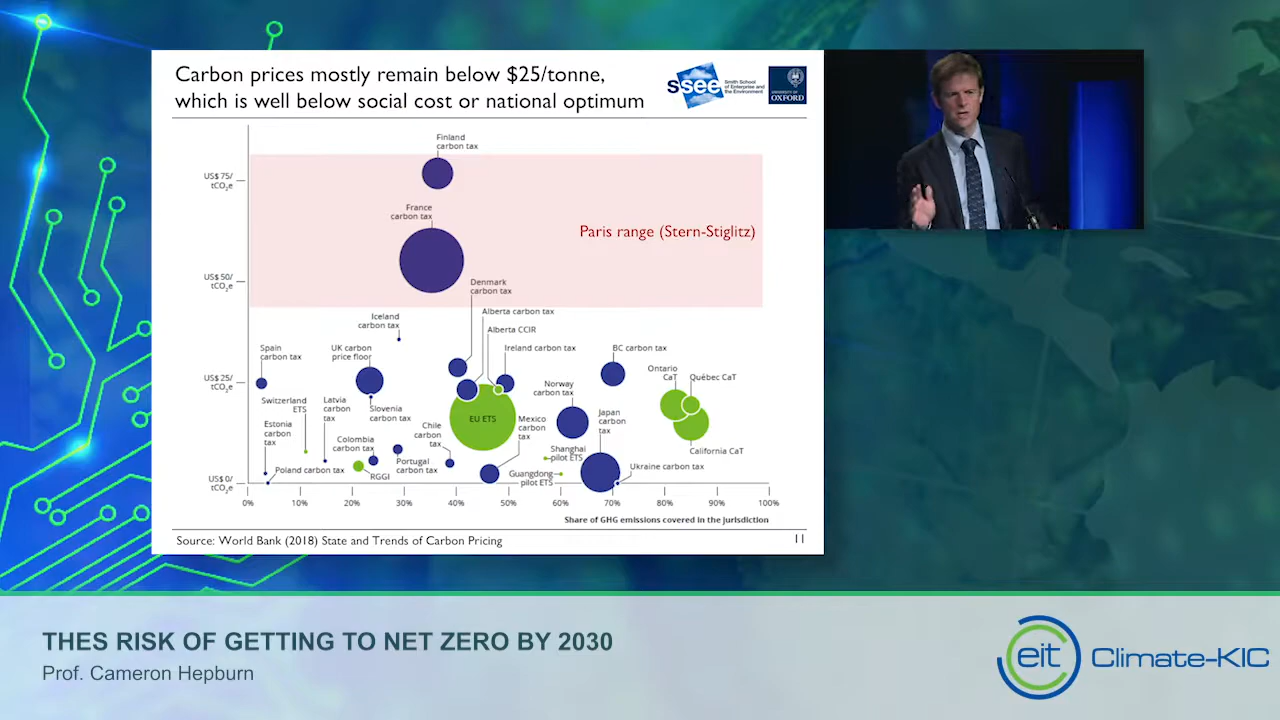 Carbon prices mostly remain below $25/tonne,
which is well below social cost or national optimum
ssee
Smith School
of Enterprise and
the Environment
UNIVERSITY OF
OXFORD
Finland
carbon tax
US$ 75/
tCO₂e
France
carbon tax
Paris range (Stern-Stiglitz)
US$ 50/
tCO₂e
Denmark
carbon tax
Alberta carbon tax
Iceland
carbon tax
Alberta CCIR
Spain
carbon tax
UK carbon
price floor
Ireland carbon tax
BC carbon tax
US$ 25/
tCO₂e
Ontario
CaT
Québec CaT
Norway
carbon tax
Switzerland
ETS
Latvia
carbon
tax
Slovenia
carbon tax
Japan
carbon
tax
EU ETS
Mexico
carbon
tax
Estonia
carbon
tax
Chile
carbon
tax
Colombia
carbon tax
Shanghai
pilot ETS
California CaT
Poland carbon tax
Portugal
carbon tax
RGGI
Guangdong
pilot ETS
Ukraine carbon tax
US$ 0/
tCO₂e
0% 10% 20% 30% 40% 50% 60% 70% 80% 90% 100%
Share of GHG emissions covered in the jurisdiction
Source: World Bank (2018) State and Trends of Carbon Pricing
11
THES RISK OF GETTING TO NET ZERO BY 2030
Prof. Cameron Hepburn
eit Climate-KIC